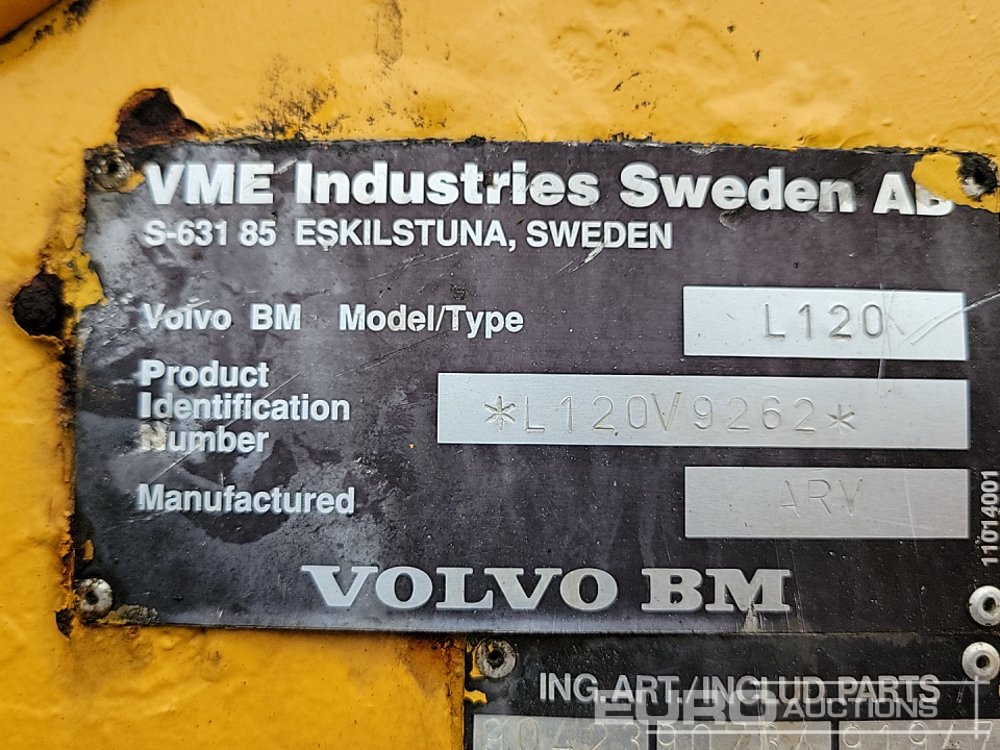 VME Industries Sweden AB
S-631 85 ESKILSTUNA, SWEDEN
Volvo BM Model/Type L120
Product
Identification
Number
*L120V9262*
Manufactured ARV
11014001
VOLVO BM
ING.ART./INCLUD.PARTS
EURO AUCTIONS